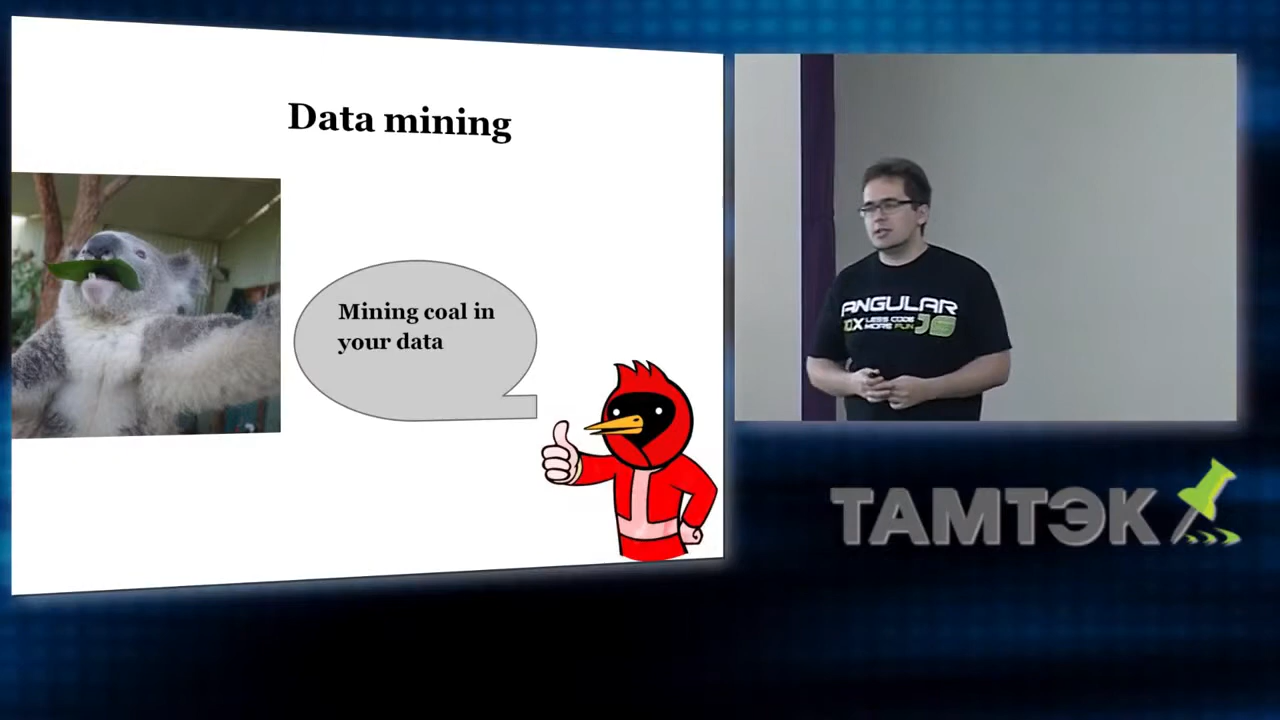 Data mining
Mining coal in
your data
ANGULAR
10X LESS CODE
MORE FUN JS
ТАМТЭК